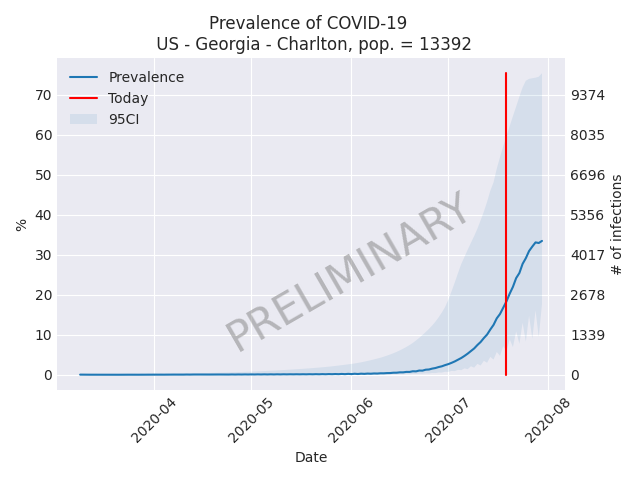 Prevalence of COVID-19
US - Georgia - Charlton, pop. = 13392
Prevalence
Today
95CI
70
60
50
40
30
20
10
0
%
9374
8035
6696
5356
4017
2678
1339
0
# of infections
PRELIMINARY
2020-04
2020-05
2020-06
2020-07
2020-08
Date